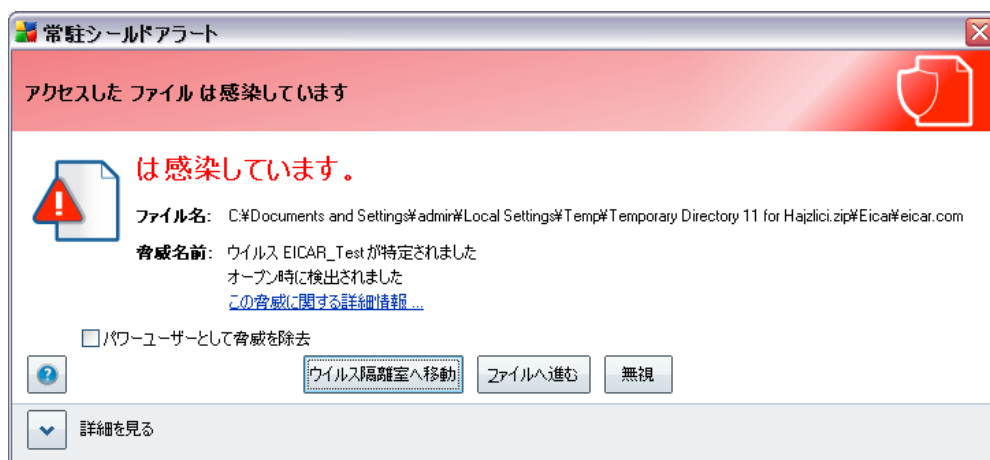 常駐シールドアラート
アクセスした ファイル は感染しています
は感染しています。
ファイル名: C:¥Documents and Settings¥admin¥Local Settings¥Temp¥Temporary Directory 11 for Hajzlici.zip¥Eicar¥eicar.com
脅威名前: ウイルス EICAR_Test が特定されました
オープン時に検出されました
この脅威に関する詳細情報 ...
パワーユーザーとして脅威を除去
ウイルス隔離室へ移動 ファイルへ進む 無視
詳細を見る